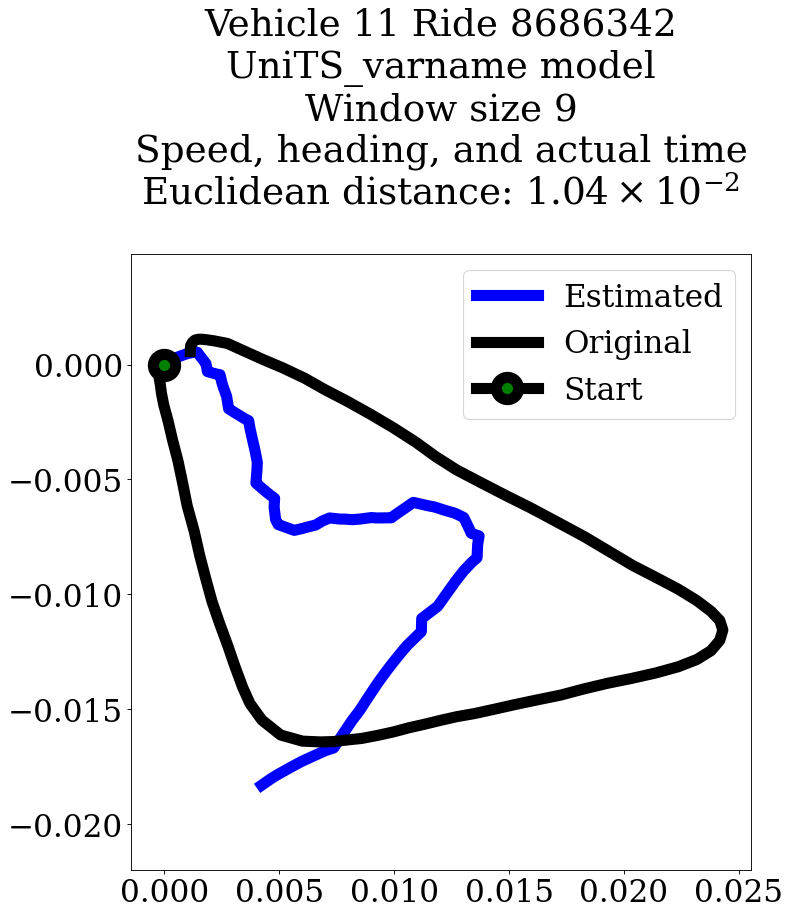 Vehicle 11 Ride 8686342
UniTS_varname model
Window size 9
Speed, heading, and actual time
Euclidean distance: 1.04 × 10⁻²
Estimated
Original
Start
0.000
−0.005
−0.010
−0.015
−0.020
0.000 0.005 0.010 0.015 0.020 0.025